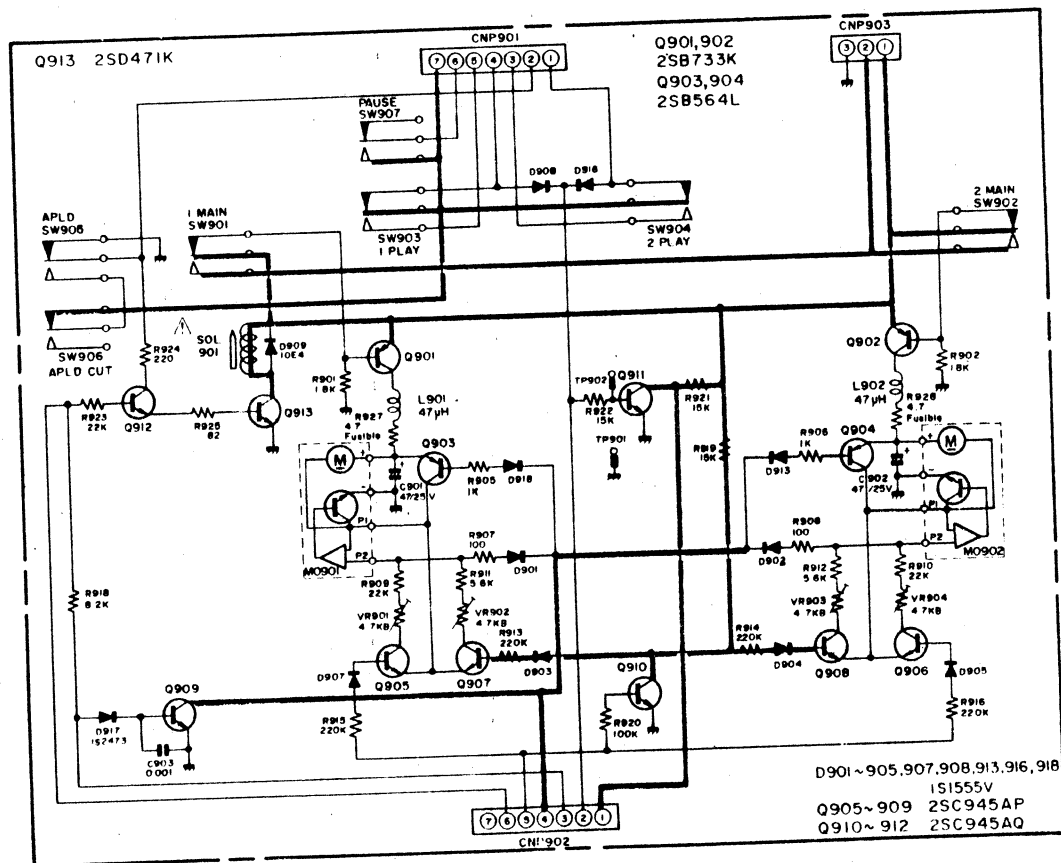 Q913 2SD471K
CNP901
7 6 5 4 3 2 1
Q901,902
2SB733K
Q903,904
2SB564L
CNP903
3 2 1
PAUSE
SW907
D908
D916
APLD
SW905
1 MAIN
SW901
SW903
1 PLAY
SW904
2 PLAY
2 MAIN
SW902
SW906
APLD CUT
R924
220
SOL
901
D909
10E4
Q901
R901
1.8K
L901
47μH
R927
4.7
Fusible
TP902
Q911
R922
15K
R921
15K
TP901
R919
15K
Q902
R902
18K
L902
47μH
R928
4.7
Fusible
R923
22K
Q912
R925
82
Q913
M
+
-
P1
P2
MO901
Q903
C901
47/25V
R905
1K
D918
D913
R906
1K
Q904
C902
47/25V
M
+
-
P1
P2
MO902
R907
100
D901
R909
22K
R911
5.6K
VR901
4.7KB
VR902
4.7KB
R908
100
D902
R912
5.6K
R910
22K
VR903
4.7KB
VR904
4.7KB
R918
8.2K
R913
220K
D903
R914
220K
D904
D907
Q905
Q907
Q910
Q908
Q906
D905
Q909
D917
1S2473
C903
0.001
R915
220K
R920
100K
R916
220K
7 6 5 4 3 2 1
CNP902
D901~905,907,908,913,916,918
1S1555V
Q905~909 2SC945AP
Q910~912 2SC945AQ